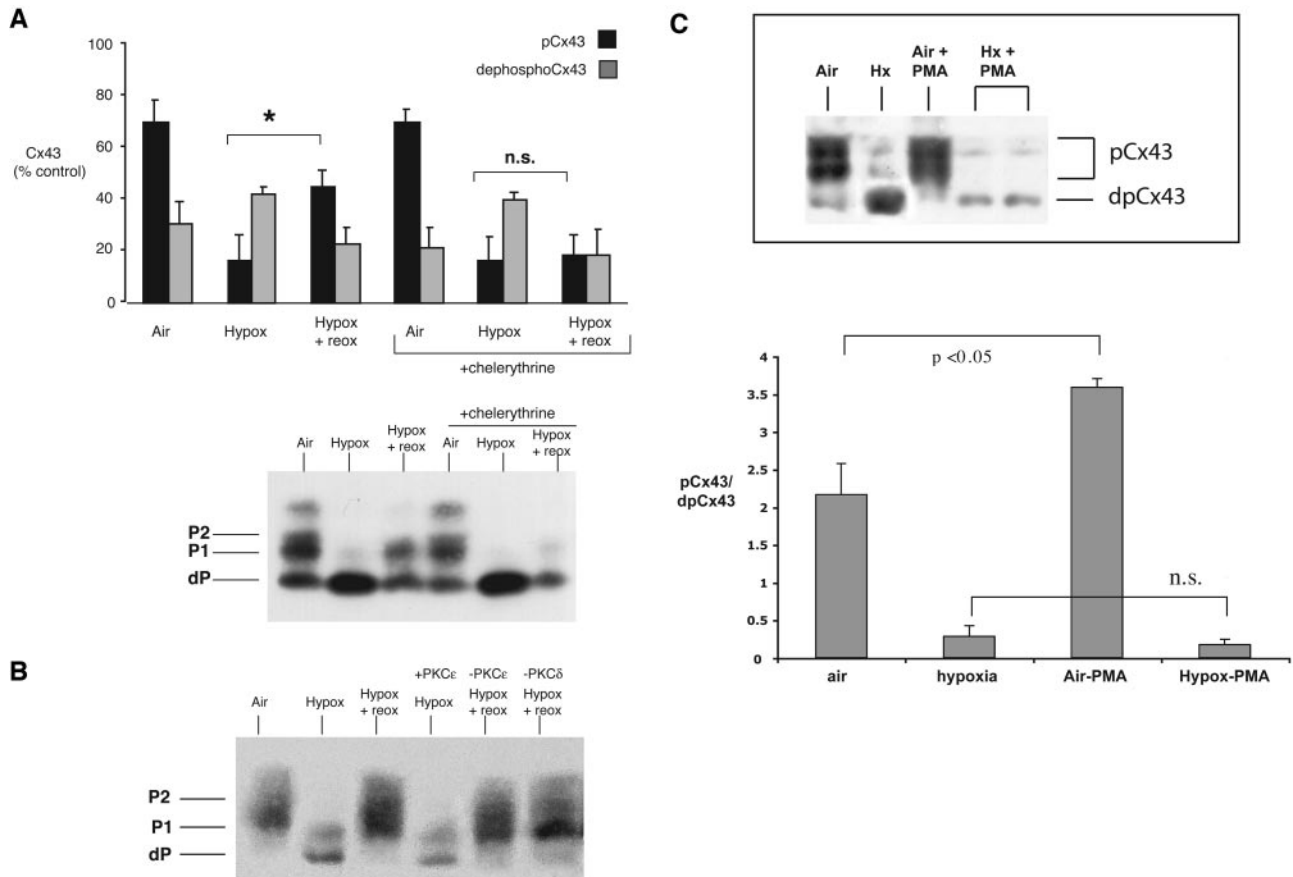 A
100
80
60
40
20
0
Cx43
(% control)
pCx43
dephosphoCx43
*
n.s.
Air
Hypox
Hypox
+ reox
Air
Hypox
Hypox
+ reox
+chelerythrine
+chelerythrine
Air
Hypox
Hypox
+ reox
Air
Hypox
Hypox
+ reox
P2
P1
dP
B
+PKCε
-PKCε
-PKCδ
Air
Hypox
Hypox
+ reox
Hypox
Hypox
+ reox
Hypox
+ reox
P2
P1
dP
C
Air
Hx
Air +
PMA
Hx +
PMA
pCx43
dpCx43
4
3.5
3
2.5
2
1.5
1
0.5
0
pCx43/
dpCx43
p <0.05
n.s.
air
hypoxia
Air-PMA
Hypox-PMA